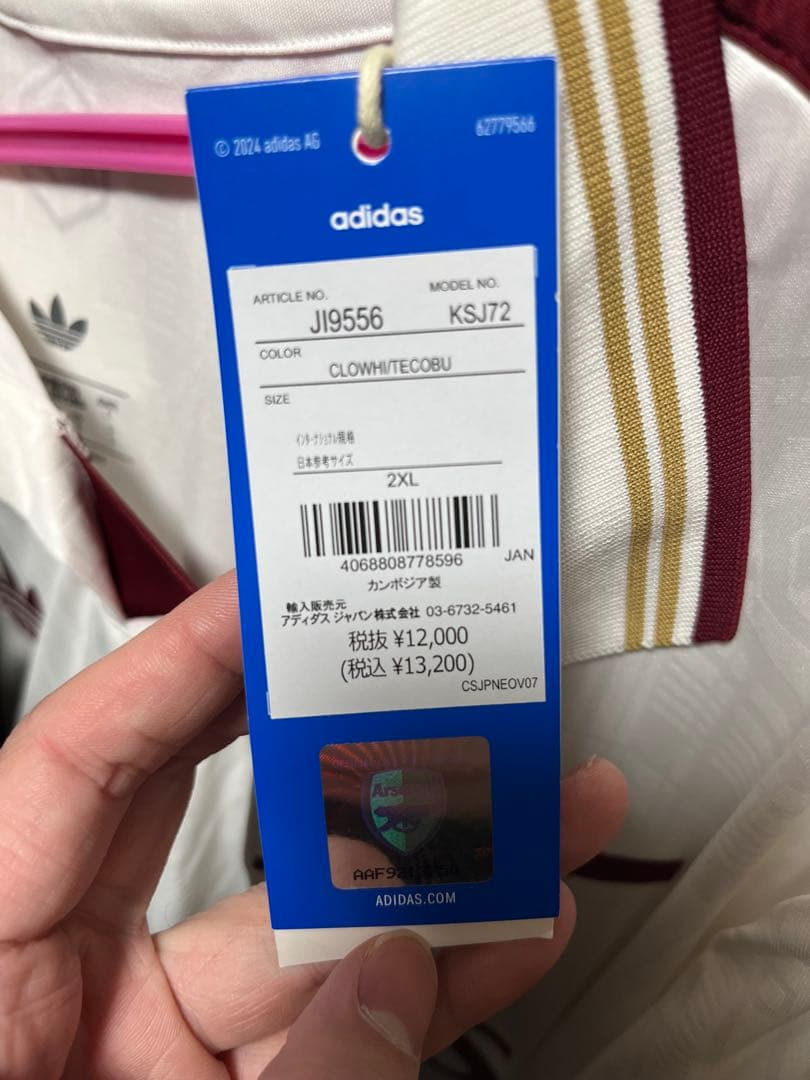 © 2024 adidas AG
62779566
adidas
ARTICLE NO.
MODEL NO.
JI9556
KSJ72
COLOR
CLOWHI/TECOBU
SIZE
インターナショナル規格
日本参考サイズ
2XL
4068808778596
JAN
カンボジア製
輸入販売元
アディダス ジャパン株式会社 03-6732-5461
税抜 ¥12,000
(税込 ¥13,200)
CSJPNEOV07
Arsenal
ADIDAS.COM